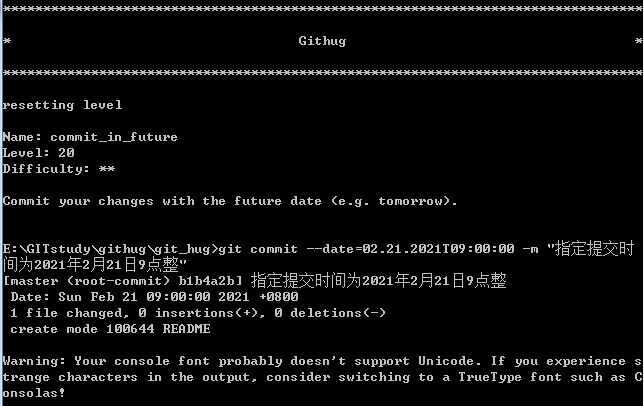 ********************************************************************************
*                                    Githug                                    *
********************************************************************************
resetting level
Name: commit_in_future
Level: 20
Difficulty: **
Commit your changes with the future date (e.g. tomorrow).
E:\GITstudy\githug\git_hug>git commit --date=02.21.2021T09:00:00 -m "指定提交时
间为2021年2月21日9点整"
[master (root-commit) b1b4a2b] 指定提交时间为2021年2月21日9点整
 Date: Sun Feb 21 09:00:00 2021 +0800
 1 file changed, 0 insertions(+), 0 deletions(-)
 create mode 100644 README
Warning: Your console font probably doesn't support Unicode. If you experience s
trange characters in the output, consider switching to a TrueType font such as C
onsolas!